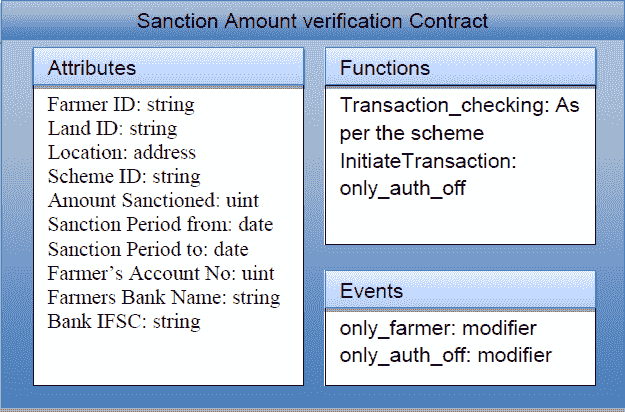 Sanction Amount verification Contract
Attributes
Farmer ID: string
Land ID: string
Location: address
Scheme ID: string
Amount Sanctioned: uint
Sanction Period from: date
Sanction Period to: date
Farmer's Account No: uint
Farmers Bank Name: string
Bank IFSC: string
Functions
Transaction_checking: As
per the scheme
InitiateTransaction:
only_auth_off
Events
only_farmer: modifier
only_auth_off: modifier